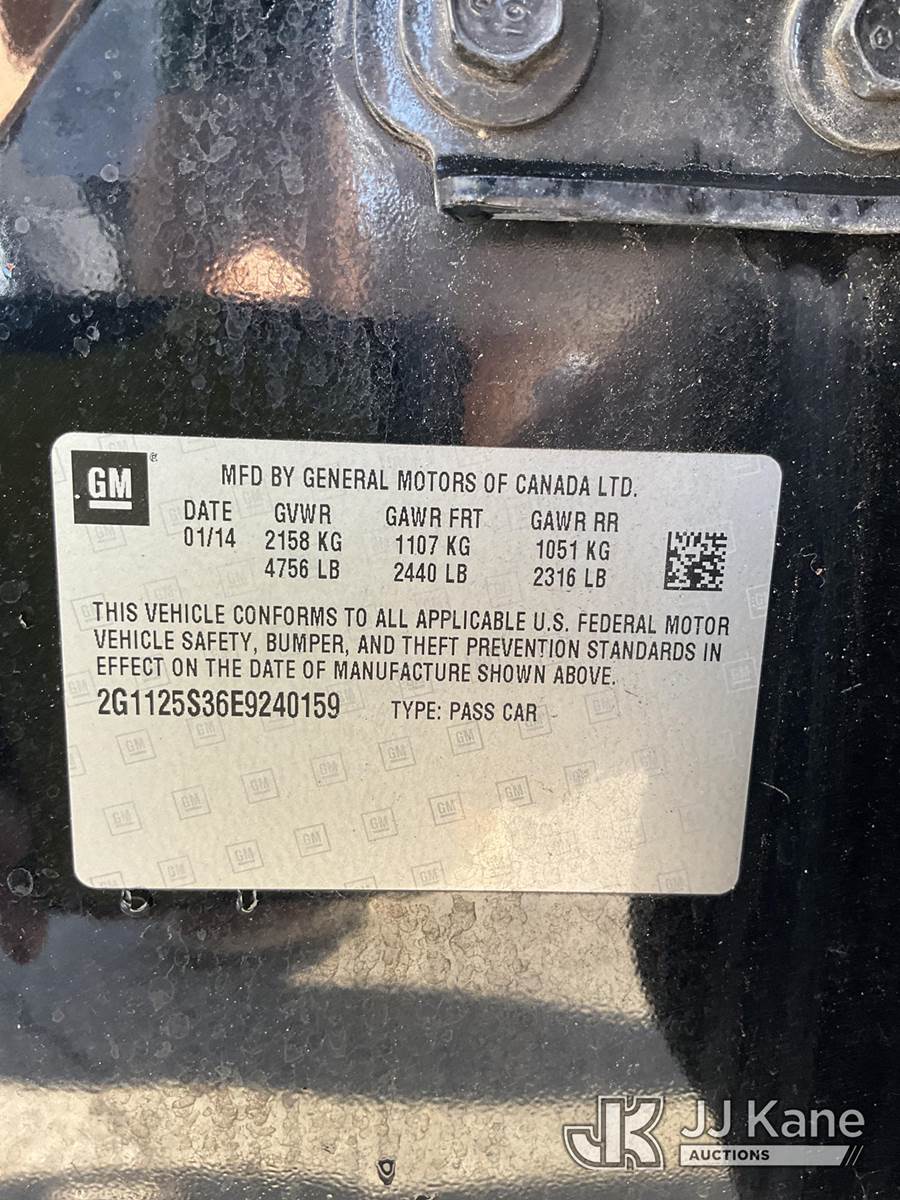 GM
MFD BY GENERAL MOTORS OF CANADA LTD.
DATE GVWR GAWR FRT GAWR RR
01/14 2158 KG 1107 KG 1051 KG
4756 LB 2440 LB 2316 LB
THIS VEHICLE CONFORMS TO ALL APPLICABLE U.S. FEDERAL MOTOR
VEHICLE SAFETY, BUMPER, AND THEFT PREVENTION STANDARDS IN
EFFECT ON THE DATE OF MANUFACTURE SHOWN ABOVE.
2G1125S36E9240159 TYPE: PASS CAR
JK JJ Kane
AUCTIONS